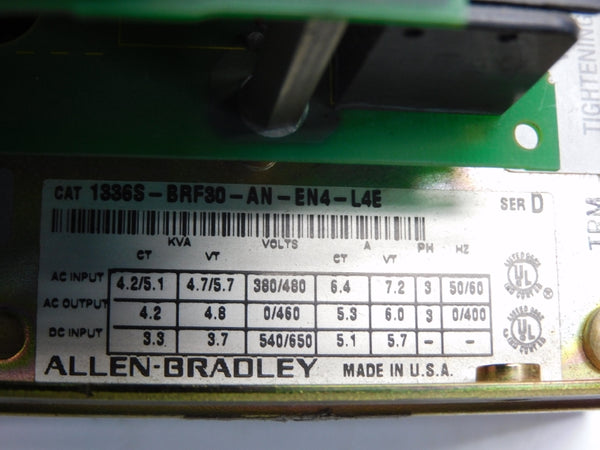 TIGHTENING
CAT 1336S-BRF30-AN-EN4-L4E
SER D
TRM
KVA VOLTS A PH HZ
CT VT CT VT
AC INPUT 4.2/5.1 4.7/5.7 380/480 6.4 7.2 3 50/60
AC OUTPUT 4.2 4.8 0/460 5.3 6.0 3 0/400
DC INPUT 3.3 3.7 540/650 5.1 5.7 - -
ALLEN-BRADLEY MADE IN U.S.A.
UL
®
UL